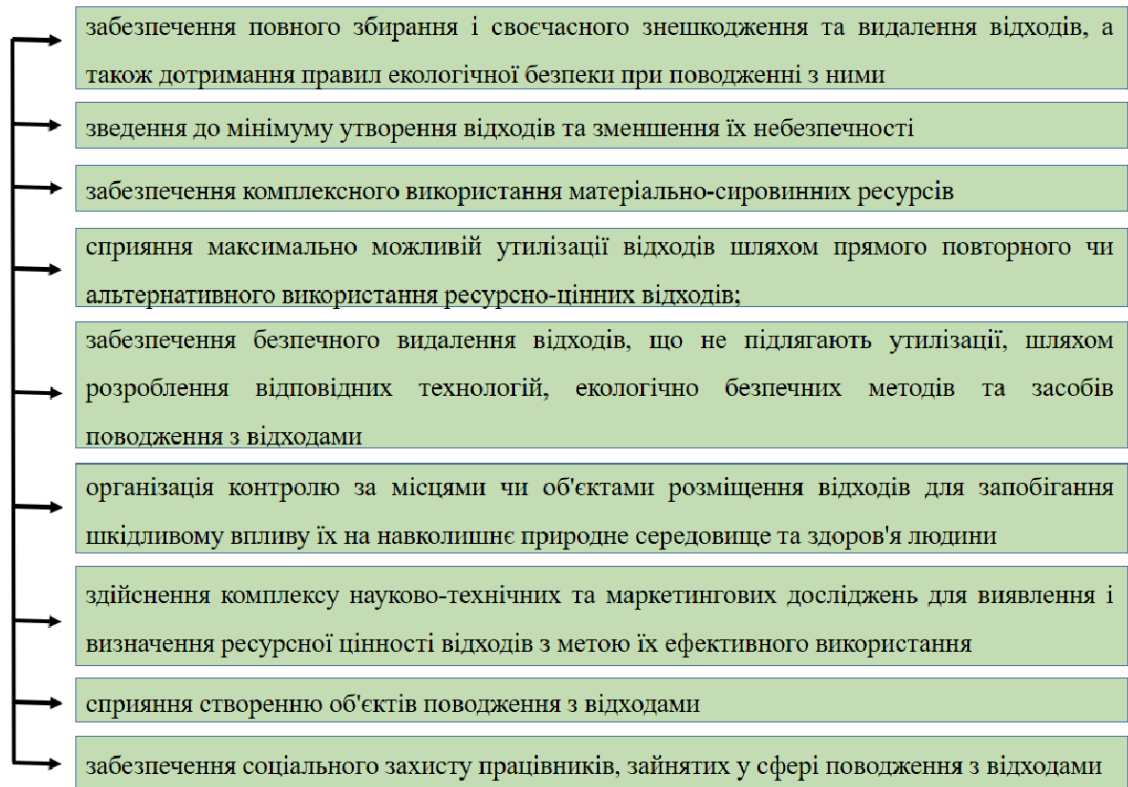 забезпечення повного збирання і своєчасного знешкодження та видалення відходів, а
також дотримання правил екологічної безпеки при поводженні з ними
зведення до мінімуму утворення відходів та зменшення їх небезпечності
забезпечення комплексного використання матеріально-сировинних ресурсів
сприяння максимально можливій утилізації відходів шляхом прямого повторного чи
альтернативного використання ресурсно-цінних відходів;
забезпечення безпечного видалення відходів, що не підлягають утилізації, шляхом
розроблення відповідних технологій, екологічно безпечних методів та засобів
поводження з відходами
організація контролю за місцями чи об'єктами розміщення відходів для запобігання
шкідливому впливу їх на навколишнє природне середовище та здоров'я людини
здійснення комплексу науково-технічних та маркетингових досліджень для виявлення і
визначення ресурсної цінності відходів з метою їх ефективного використання
сприяння створенню об'єктів поводження з відходами
забезпечення соціального захисту працівників, зайнятих у сфері поводження з відходами